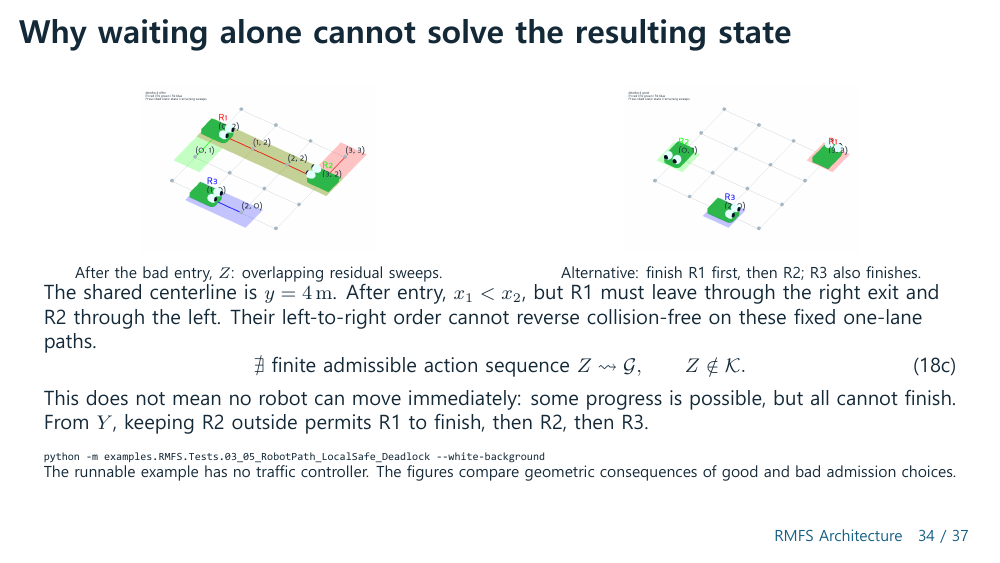 Why waiting alone cannot solve the resulting state
R1
(1, 2)
(0, 1)
(2, 2)
R2
(3, 3)
R3
(2, 0)
R2
(0, 1)
R1
(3, 3)
R3
After the bad entry, Z: overlapping residual sweeps.
Alternative: finish R1 first, then R2; R3 also finishes.
The shared centerline is y = 4 m. After entry, x₁ < x₂, but R1 must leave through the right exit and
R2 through the left. Their left-to-right order cannot reverse collision-free on these fixed one-lane
paths.
∄ finite admissible action sequence Z ⇝ 𝒢, Z ∉ 𝒦. (18c)
This does not mean no robot can move immediately: some progress is possible, but all cannot finish.
From Y, keeping R2 outside permits R1 to finish, then R2, then R3.
python -m examples.RMFS.Tests.03_05_RobotPath_LocalSafe_Deadlock --white-background
The runnable example has no traffic controller. The figures compare geometric consequences of good and bad admission choices.
RMFS Architecture 34 / 37